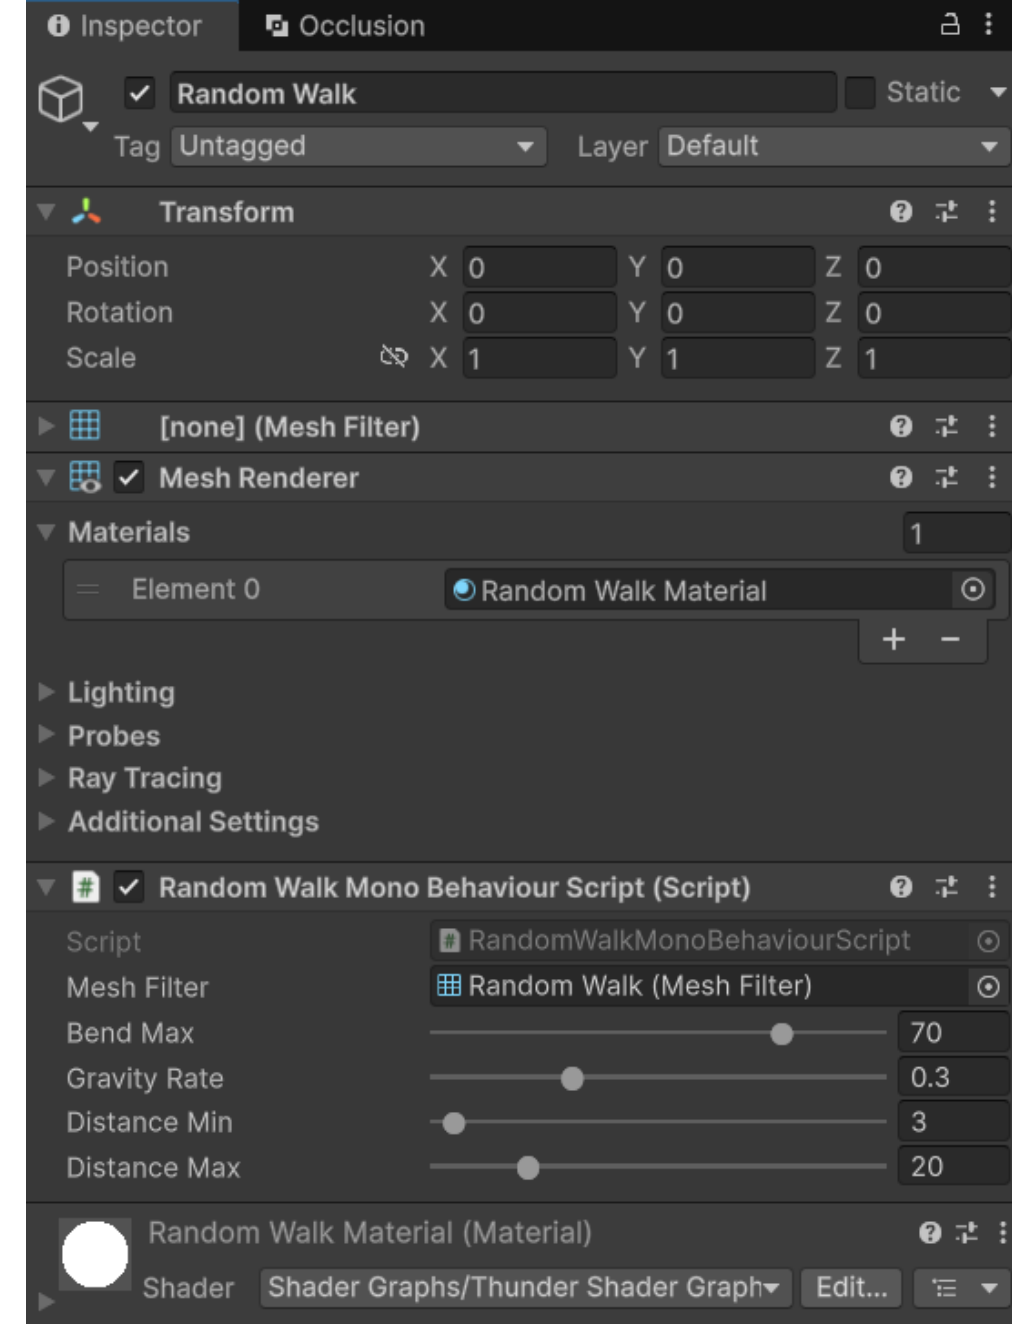 Inspector Occlusion
Random Walk Static
Tag Untagged Layer Default
Transform
Position X 0 Y 0 Z 0
Rotation X 0 Y 0 Z 0
Scale X 1 Y 1 Z 1
[none] (Mesh Filter)
Mesh Renderer
Materials 1
Element 0 Random Walk Material
Lighting
Probes
Ray Tracing
Additional Settings
# Random Walk Mono Behaviour Script (Script)
Script # RandomWalkMonoBehaviourScript
Mesh Filter Random Walk (Mesh Filter)
Bend Max 70
Gravity Rate 0.3
Distance Min 3
Distance Max 20
Random Walk Material (Material)
Shader Shader Graphs/Thunder Shader Graph Edit...